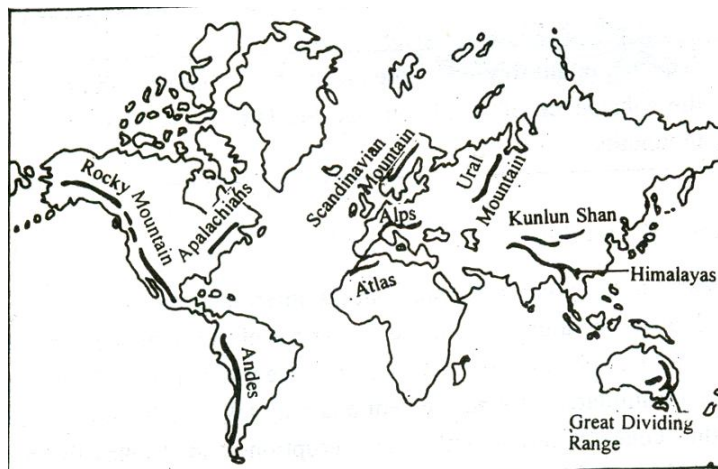 Rocky Mountain
Apalachians
Andes
Scandinavian
Mountain
Alps
Atlas
Ural
Mountain
Kunlun Shan
Himalayas
Great Dividing
Range